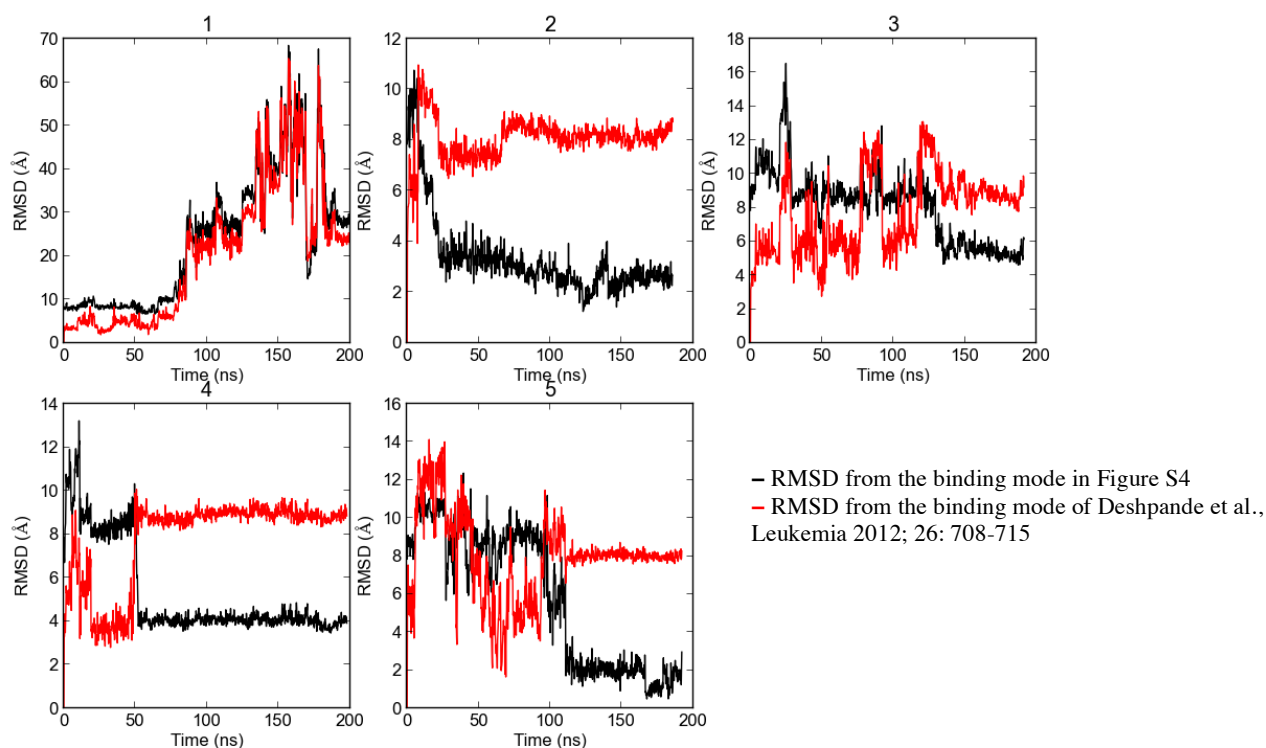 1
70
60
50
40
30
20
10
0
RMSD (Å)
0 50 100 150 200
Time (ns)
2
12
10
8
6
4
2
0
RMSD (Å)
0 50 100 150 200
Time (ns)
3
18
16
14
12
10
8
6
4
2
0
RMSD (Å)
0 50 100 150 200
Time (ns)
4
14
12
10
8
6
4
2
0
RMSD (Å)
0 50 100 150 200
Time (ns)
5
16
14
12
10
8
6
4
2
0
RMSD (Å)
0 50 100 150 200
Time (ns)
RMSD from the binding mode in Figure S4
RMSD from the binding mode of Deshpande et al.,
Leukemia 2012; 26: 708-715